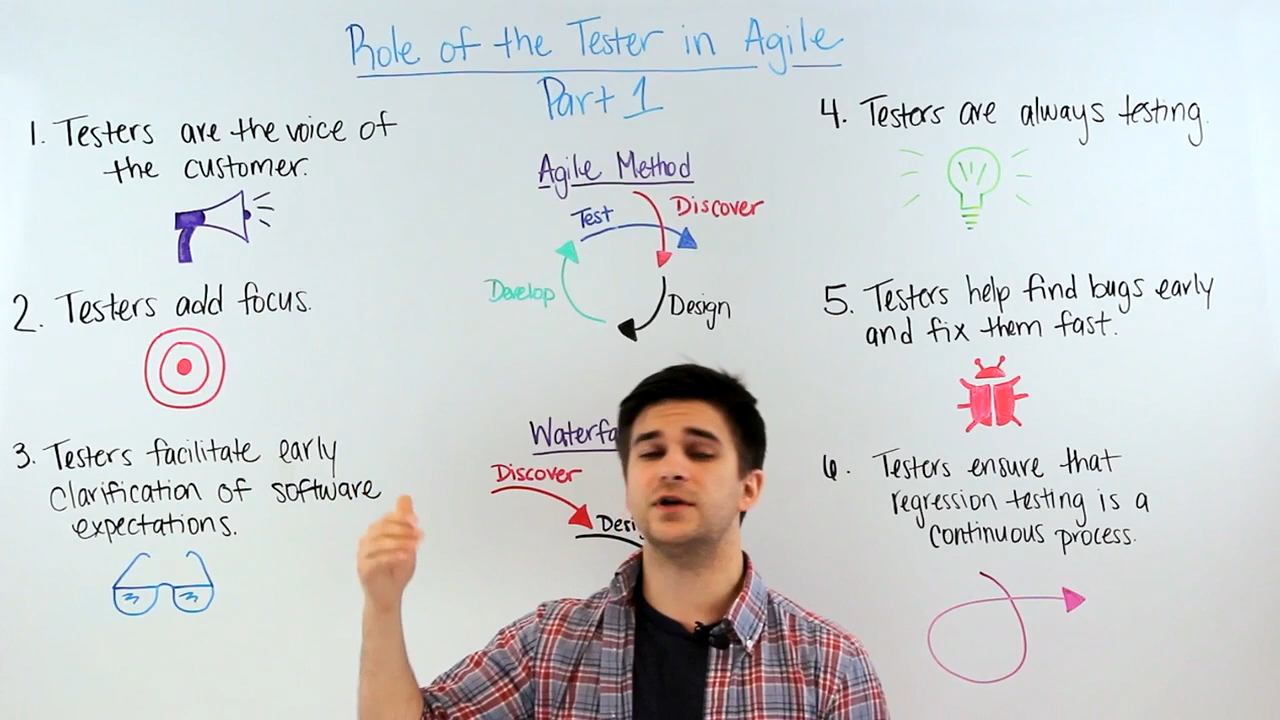 Role of the Tester in Agile
Part 1
1. Testers are the voice of
the customer.
2. Testers add focus.
3. Testers facilitate early
clarification of software
expectations.
Agile Method
Test
Discover
Develop
Design
Discover
4. Testers are always testing.
5. Testers help find bugs early
and fix them fast.
6. Testers ensure that
regression testing is a
continuous process.